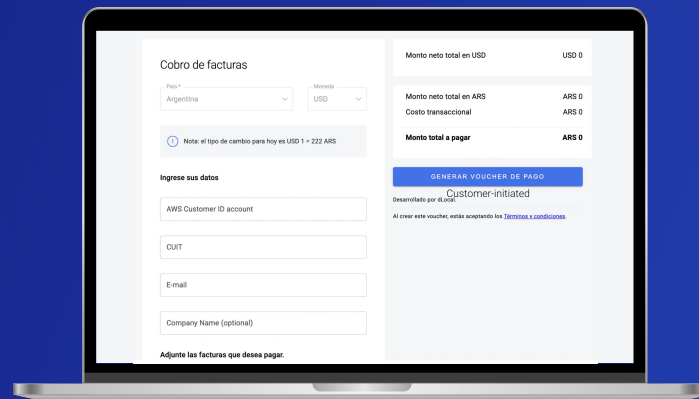 Cobro de facturas
País *
Argentina
Moneda
USD
Nota: el tipo de cambio para hoy es USD 1 = 222 ARS
Ingrese sus datos
AWS Customer ID account
CUIT
E-mail
Company Name (optional)
Adjunte las facturas que desea pagar.
Monto neto total en USD USD 0
Monto neto total en ARS ARS 0
Costo transaccional ARS 0
Monto total a pagar ARS 0
GENERAR VOUCHER DE PAGO
Customer-initiated
Desarrollado por dLocal.
Al crear este voucher, estás aceptando los Términos y condiciones.